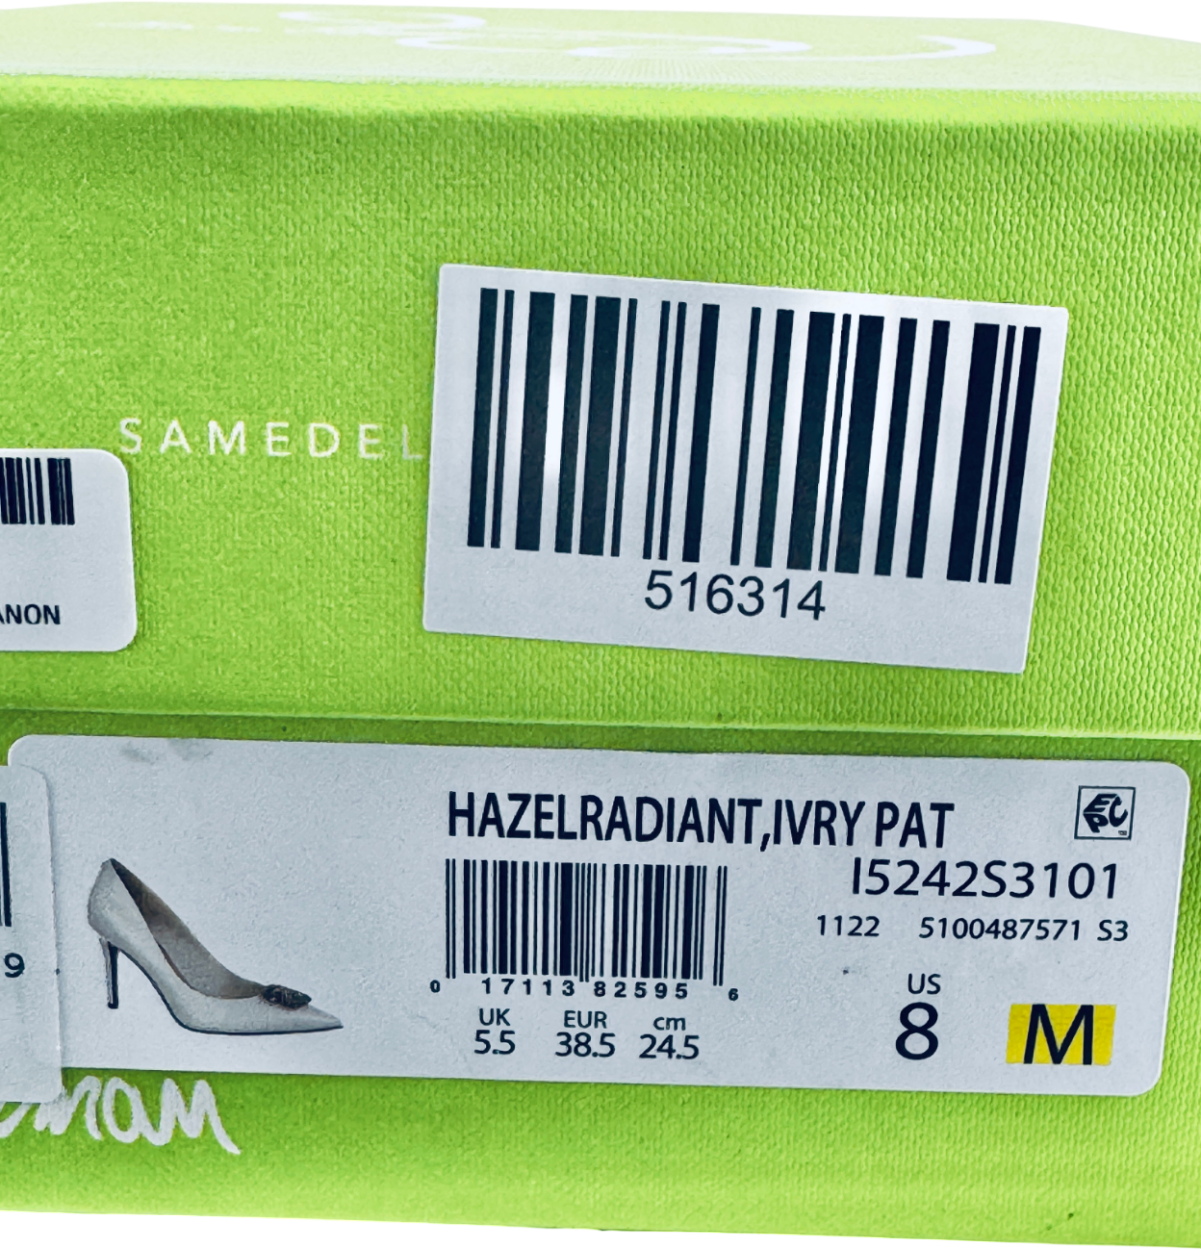 SAMEDEL
516314
ANON
HAZELRADIANT,IVRY PAT
EPC
I5242S3101
1122 5100487571 S3
9
0 17113 82595 6
US
8 M
UK EUR cm
5.5 38.5 24.5